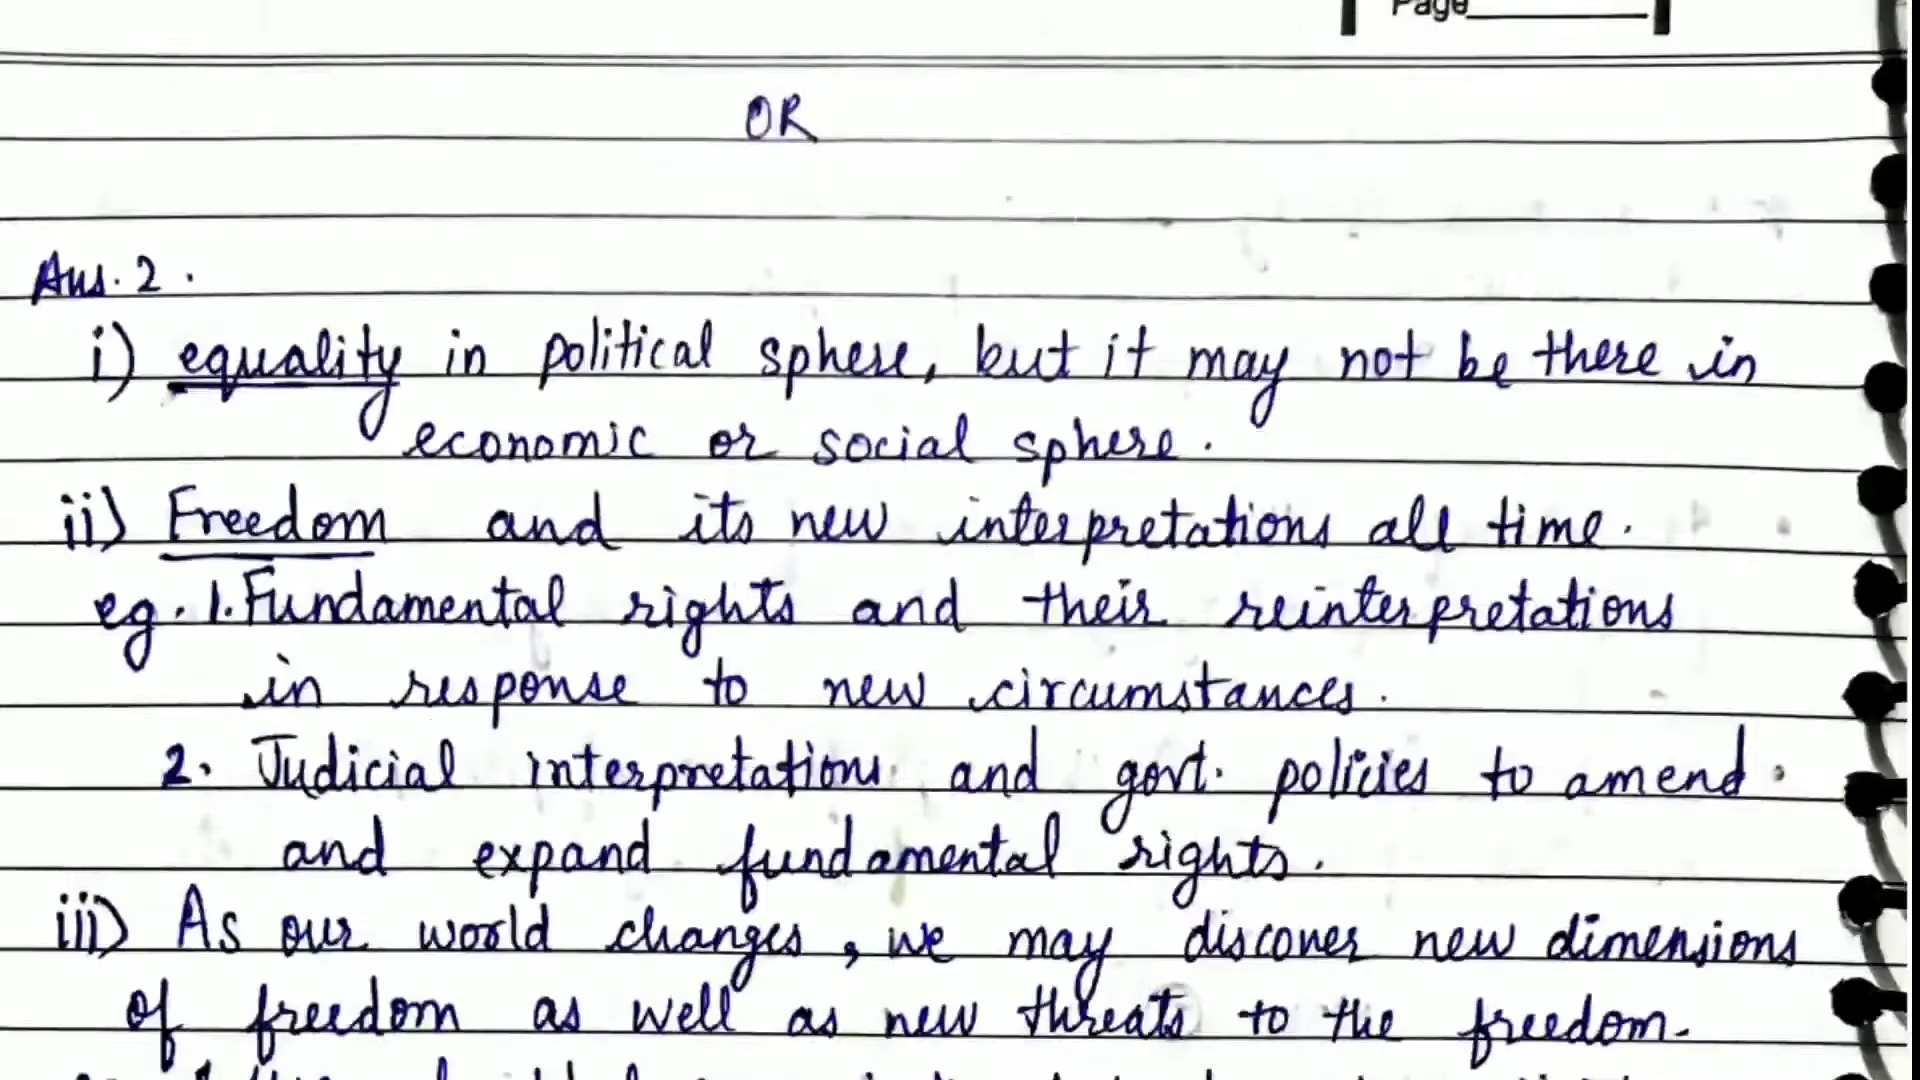 Page
OR
Ans. 2.
i) equality in political sphere, but it may not be there in
economic or social sphere.
ii) Freedom and its new interpretations all time.
eg. 1. Fundamental rights and their reinterpretations
in response to new circumstances.
2. Judicial interpretations and govt. policies to amend
and expand fundamental rights.
iii) As our world changes, we may discover new dimensions
of freedom as well as new threats to the freedom.